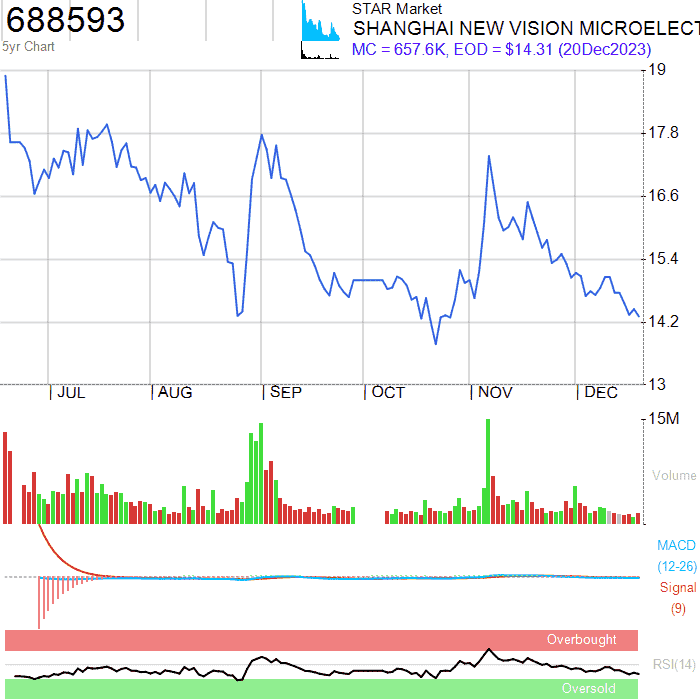 688593
STAR Market
SHANGHAI NEW VISION MICROELECT
5yr Chart
MC = 657.6K, EOD = $14.31 (20Dec2023)
19
17.8
16.6
15.4
14.2
13
JUL
AUG
SEP
OCT
NOV
DEC
15M
Volume
MACD
(12-26)
Signal
(9)
Overbought
RSI(14)
Oversold